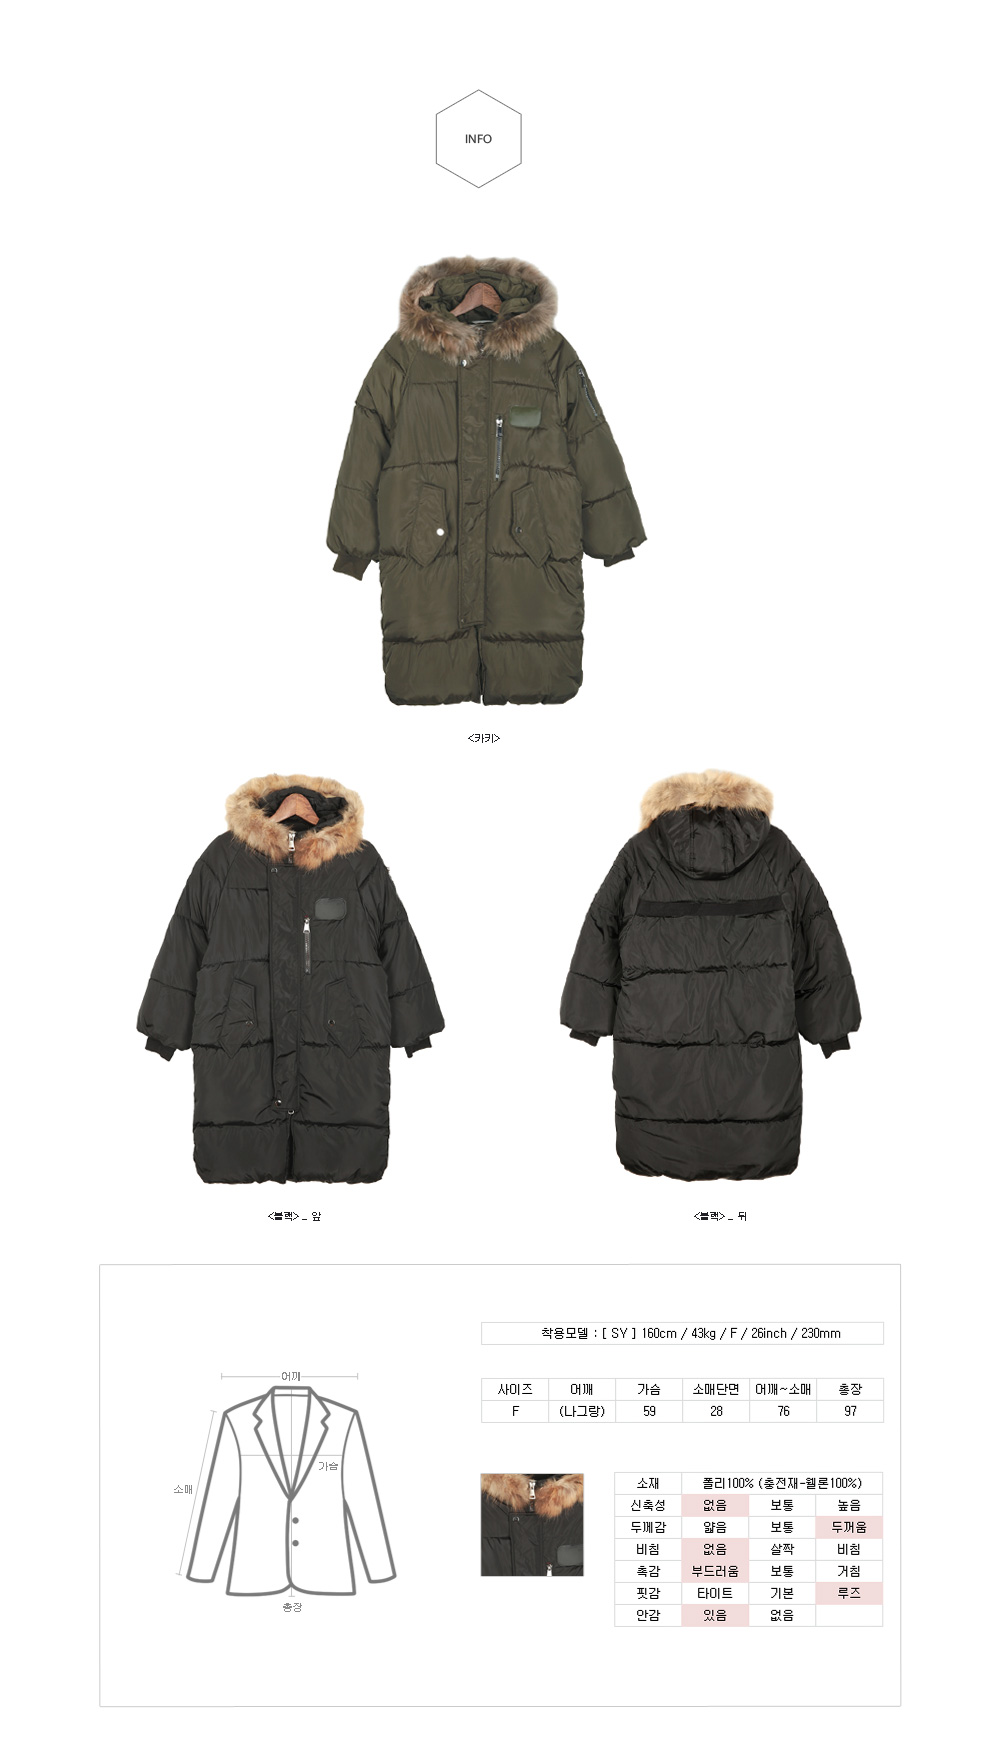 INFO
<카키>
<블랙>_ 앞
<블랙>_ 뒤
착용모델 : [ SY ] 160cm / 43kg / F / 26inch / 230mm
어깨
가슴
소매
총장
사이즈 어깨 가슴 소매단면 어깨~소매 총장
F (나그랑) 59 28 76 97
소재 폴리100% (충전재-웰론100%)
신축성 없음 보통 높음
두께감 얇음 보통 두꺼움
비침 없음 살짝 비침
촉감 부드러움 보통 거침
핏감 타이트 기본 루즈
안감 있음 없음